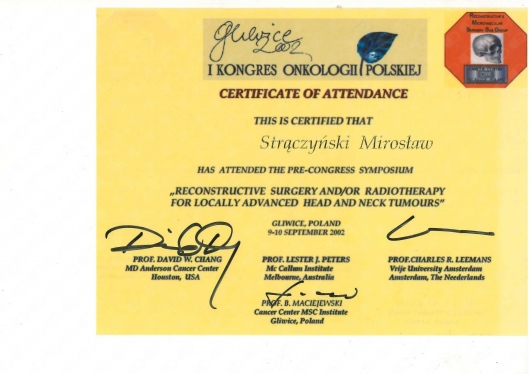 Gliwice
2002
I KONGRES ONKOLOGII POLSKIEJ
RECONSTRUCTIVE &
MICROVASCULAR
CERTIFICATE OF ATTENDANCE
THIS IS CERTIFIED THAT
Strączyński Mirosław
HAS ATTENDED THE PRE-CONGRESS SYMPOSIUM
„RECONSTRUCTIVE SURGERY AND/OR RADIOTHERAPY
FOR LOCALLY ADVANCED HEAD AND NECK TUMOURS”
GLIWICE, POLAND
9-10 SEPTEMBER 2002
PROF. DAVID W. CHANG
MD Anderson Cancer Center
Houston, USA
PROF. LESTER J. PETERS
Mc Callum Institute
Melbourne, Australia
PROF.CHARLES R. LEEMANS
Vrije University Amsterdam
Amsterdam, The Neederlands
PROF. B. MACIEJEWSKI
Cancer Center MSC Institute
Gliwice, Poland